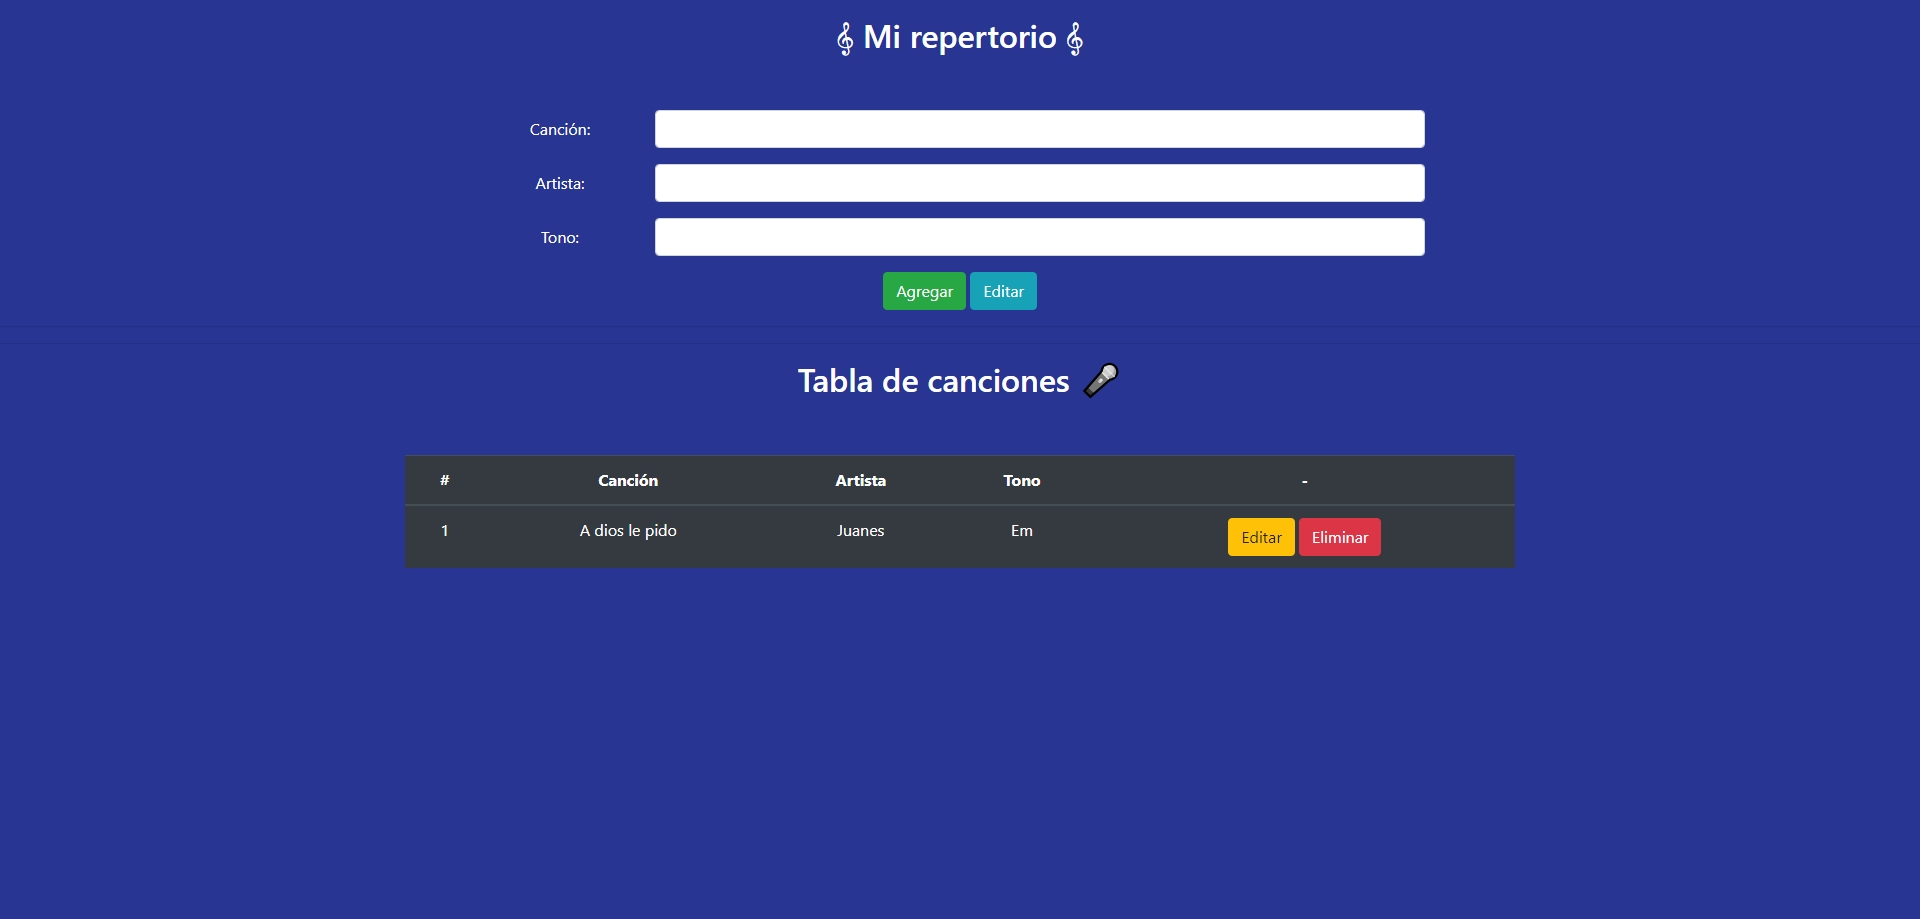 𝄞 Mi repertorio 𝄞
Canción:
Artista:
Tono:
Agregar Editar
Tabla de canciones 🎤
# Canción Artista Tono -
1 A dios le pido Juanes Em Editar Eliminar